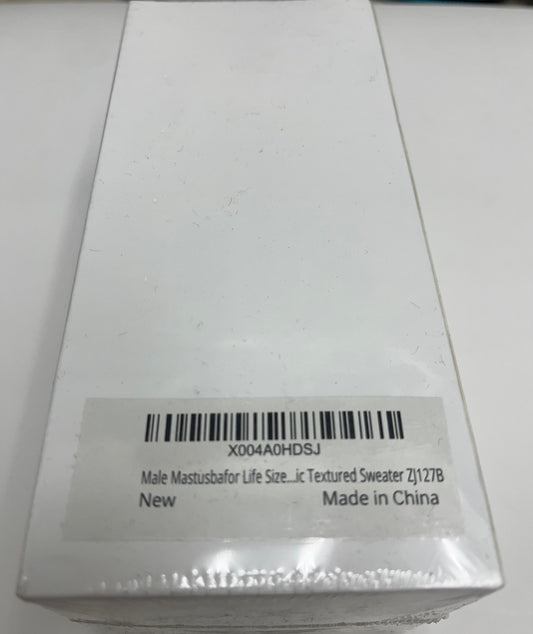 X004A0HDSJ
Male Mastusbafor Life Size...ic Textured Sweater ZJ127B
New Made in China